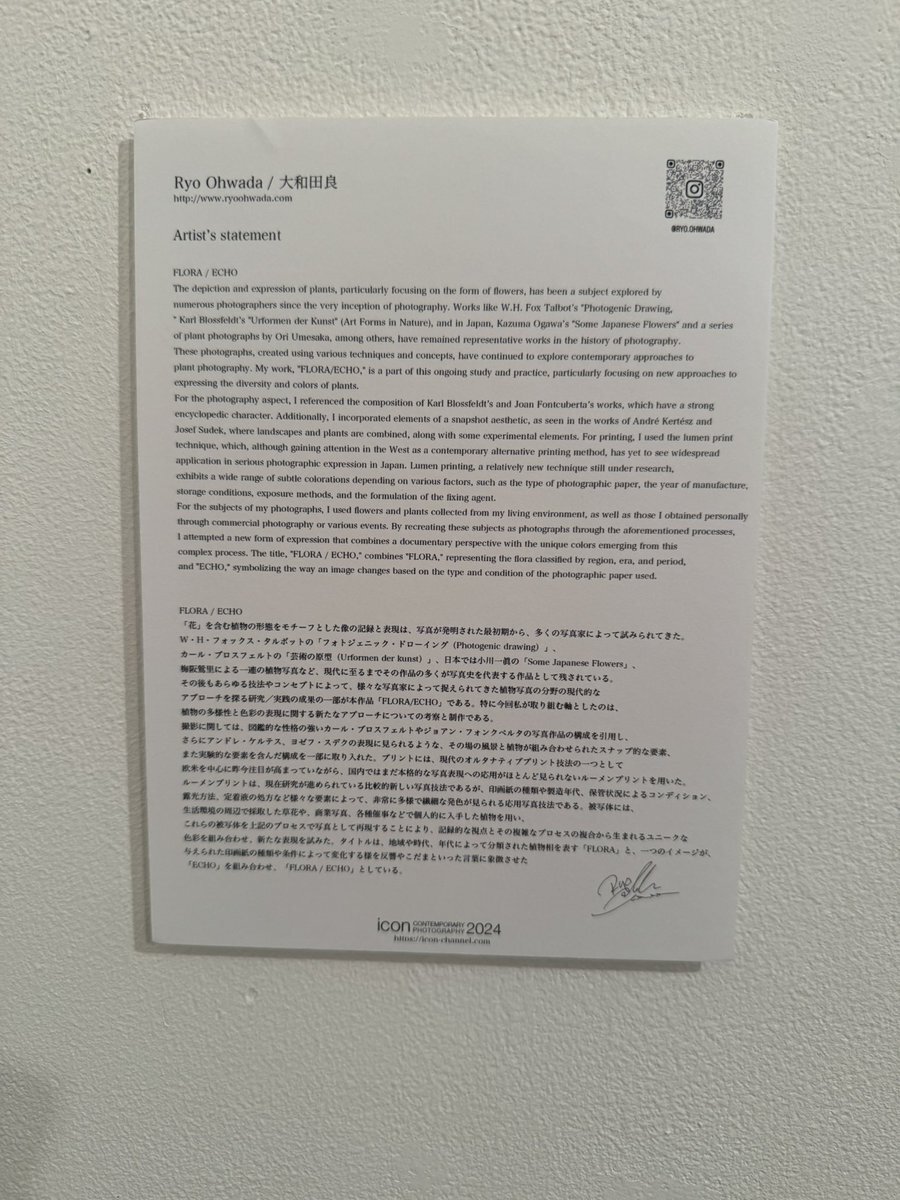 Ryo Ohwada / 大和田良
http://www.ryoohwada.com
@RYO.OHWADA
Artist's statement
FLORA / ECHO
The depiction and expression of plants, particularly focusing on the form of flowers, has been a subject explored by
numerous photographers since the very inception of photography. Works like W.H. Fox Talbot's "Photogenic Drawing,
" Karl Blossfeldt's "Urformen der Kunst" (Art Forms in Nature), and in Japan, Kazuma Ogawa's "Some Japanese Flowers" and a series
of plant photographs by Ori Umesaka, among others, have remained representative works in the history of photography.
These photographs, created using various techniques and concepts, have continued to explore contemporary approaches to
plant photography. My work, "FLORA/ECHO," is a part of this ongoing study and practice, particularly focusing on new approaches to
expressing the diversity and colors of plants.
For the photography aspect, I referenced the composition of Karl Blossfeldt's and Joan Fontcuberta's works, which have a strong
encyclopedic character. Additionally, I incorporated elements of a snapshot aesthetic, as seen in the works of André Kertész and
Josef Sudek, where landscapes and plants are combined, along with some experimental elements. For printing, I used the lumen print
technique, which, although gaining attention in the West as a contemporary alternative printing method, has yet to see widespread
application in serious photographic expression in Japan. Lumen printing, a relatively new technique still under research,
exhibits a wide range of subtle colorations depending on various factors, such as the type of photographic paper, the year of manufacture,
storage conditions, exposure methods, and the formulation of the fixing agent.
For the subjects of my photographs, I used flowers and plants collected from my living environment, as well as those I obtained personally
through commercial photography or various events. By recreating these subjects as photographs through the aforementioned processes,
I attempted a new form of expression that combines a documentary perspective with the unique colors emerging from this
complex process. The title, "FLORA / ECHO," combines "FLORA," representing the flora classified by region, era, and period,
and "ECHO," symbolizing the way an image changes based on the type and condition of the photographic paper used.
FLORA / ECHO
「花」を含む植物の形態をモチーフとした像の記録と表現は、写真が発明された最初期から、多くの写真家によって試みられてきた。
W・H・フォックス・タルボットの「フォトジェニック・ドローイング（Photogenic drawing）」、
カール・ブロスフェルトの「芸術の原型（Urformen der kunst）」、日本では小川一眞の「Some Japanese Flowers」、
梅阪鶯里による一連の植物写真など、現代に至るまでその作品の多くが写真史を代表する作品として残されている。
その後もあらゆる技法やコンセプトによって、様々な写真家によって捉えられてきた植物写真の分野の現代的な
アプローチを探る研究／実践の成果の一部が本作品「FLORA/ECHO」である。特に今回私が取り組む軸としたのは、
植物の多様性と色彩の表現に関する新たなアプローチについての考察と制作である。
撮影に関しては、図鑑的な性格の強いカール・ブロスフェルトやジョアン・フォンクベルタの写真作品の構成を引用し、
さらにアンドレ・ケルテス、ヨゼフ・スデクの表現に見られるような、その場の風景と植物が組み合わせられたスナップ的な要素、
また実験的な要素を含んだ構成を一部に取り入れた。プリントには、現代のオルタナティブプリント技法の一つとして
欧米を中心に昨今注目が高まっていながら、国内ではまだ本格的な写真表現への応用がほとんど見られないルーメンプリントを用いた。
ルーメンプリントは、現在研究が進められている比較的新しい写真技法であるが、印画紙の種類や製造年代、保管状況によるコンディション、
露光方法、定着液の処方など様々な要素によって、非常に多様で繊細な発色が見られる応用写真技法である。被写体には、
生活環境の周辺で採取した草花や、商業写真、各種催事などで個人的に入手した植物を用い、
これらの被写体を上記のプロセスで写真として再現することにより、記録的な視点とその複雑なプロセスの複合から生まれるユニークな
色彩を組み合わせ、新たな表現を試みた。タイトルは、地域や時代、年代によって分類された植物相を表す「FLORA」と、一つのイメージが、
与えられた印画紙の種類や条件によって変化する様を反響やこだまといった言葉に象徴させた
「ECHO」を組み合わせ、「FLORA / ECHO」としている。
icon CONTEMPORARY PHOTOGRAPHY 2024
https://icon-channel.com